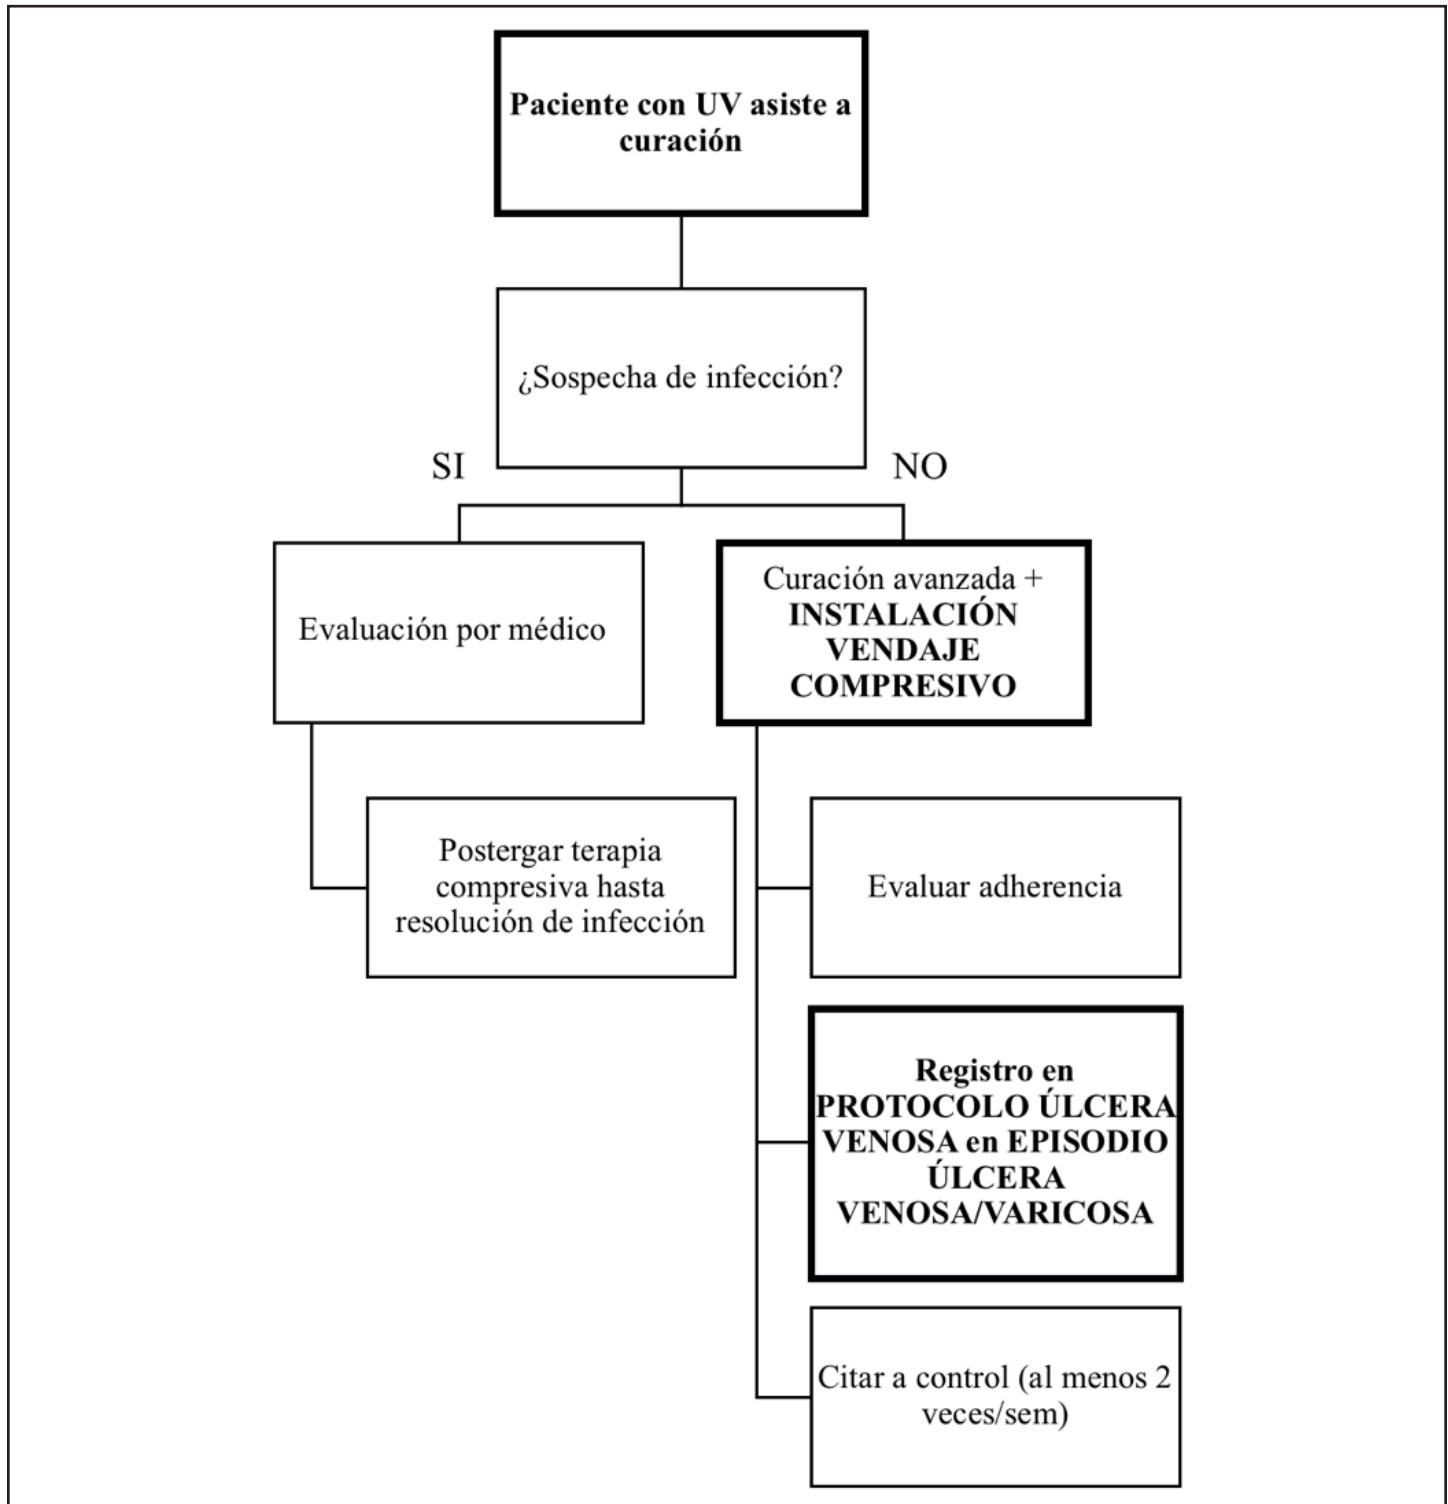 Paciente con UV asiste a
curación
¿Sospecha de infección?
SI
NO
Evaluación por médico
Curación avanzada +
INSTALACIÓN
VENDAJE
COMPRESIVO
Postergar terapia
compresiva hasta
resolución de infección
Evaluar adherencia
Registro en
PROTOCOLO ÚLCERA
VENOSA en EPISODIO
ÚLCERA
VENOSA/VARICOSA
Citar a control (al menos 2
veces/sem)